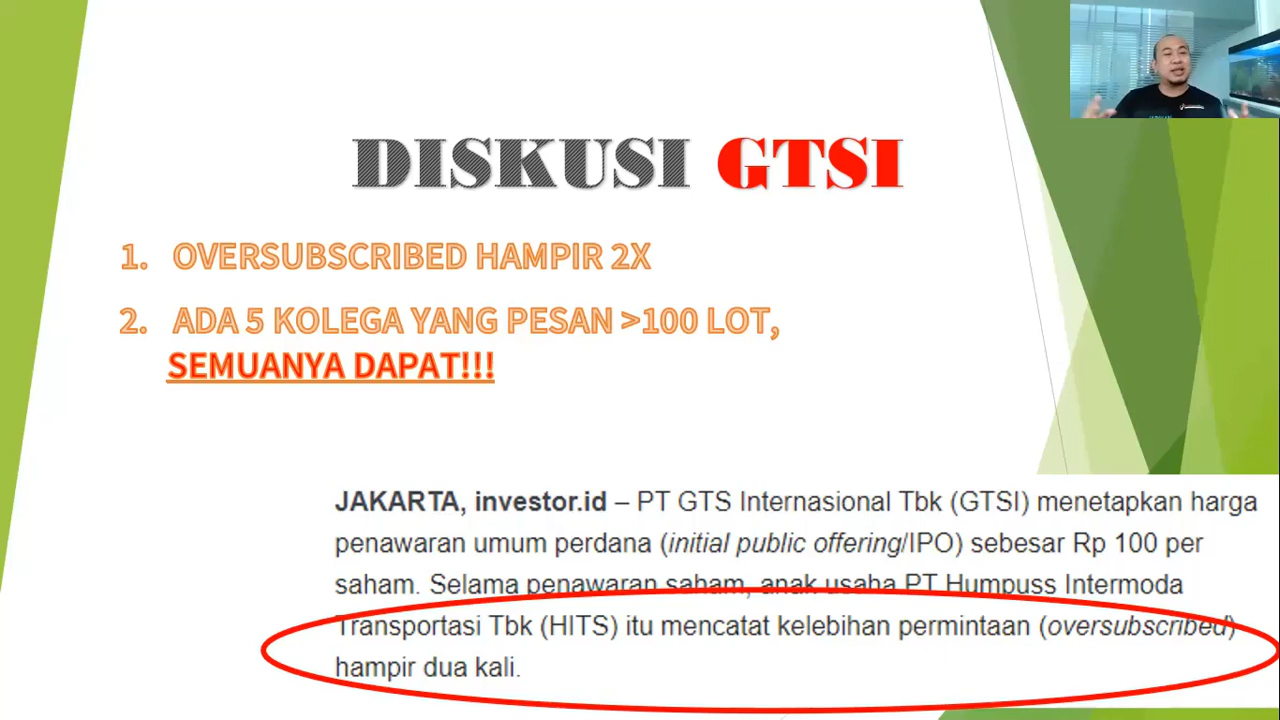 DISKUSI GTSI
1. OVERSUBSCRIBED HAMPIR 2X
2. ADA 5 KOLEGA YANG PESAN >100 LOT,
SEMUANYA DAPAT!!!
JAKARTA, investor.id – PT GTS Internasional Tbk (GTSI) menetapkan harga
penawaran umum perdana (initial public offering/IPO) sebesar Rp 100 per
saham. Selama penawaran saham, anak usaha PT Humpuss Intermoda
Transportasi Tbk (HITS) itu mencatat kelebihan permintaan (oversubscribed)
hampir dua kali.